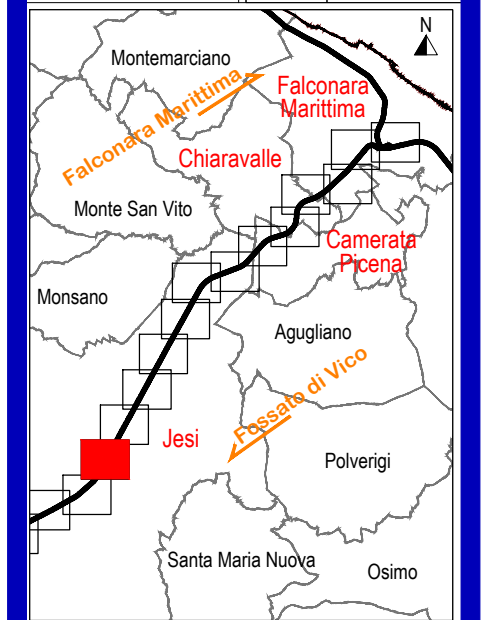 N
Montemarciano
Falconara
Marittima
Falconara Marittima
Chiaravalle
Monte San Vito
Camerata
Picena
Monsano
Agugliano
Fossato di Vico
Jesi
Polverigi
Santa Maria Nuova
Osimo